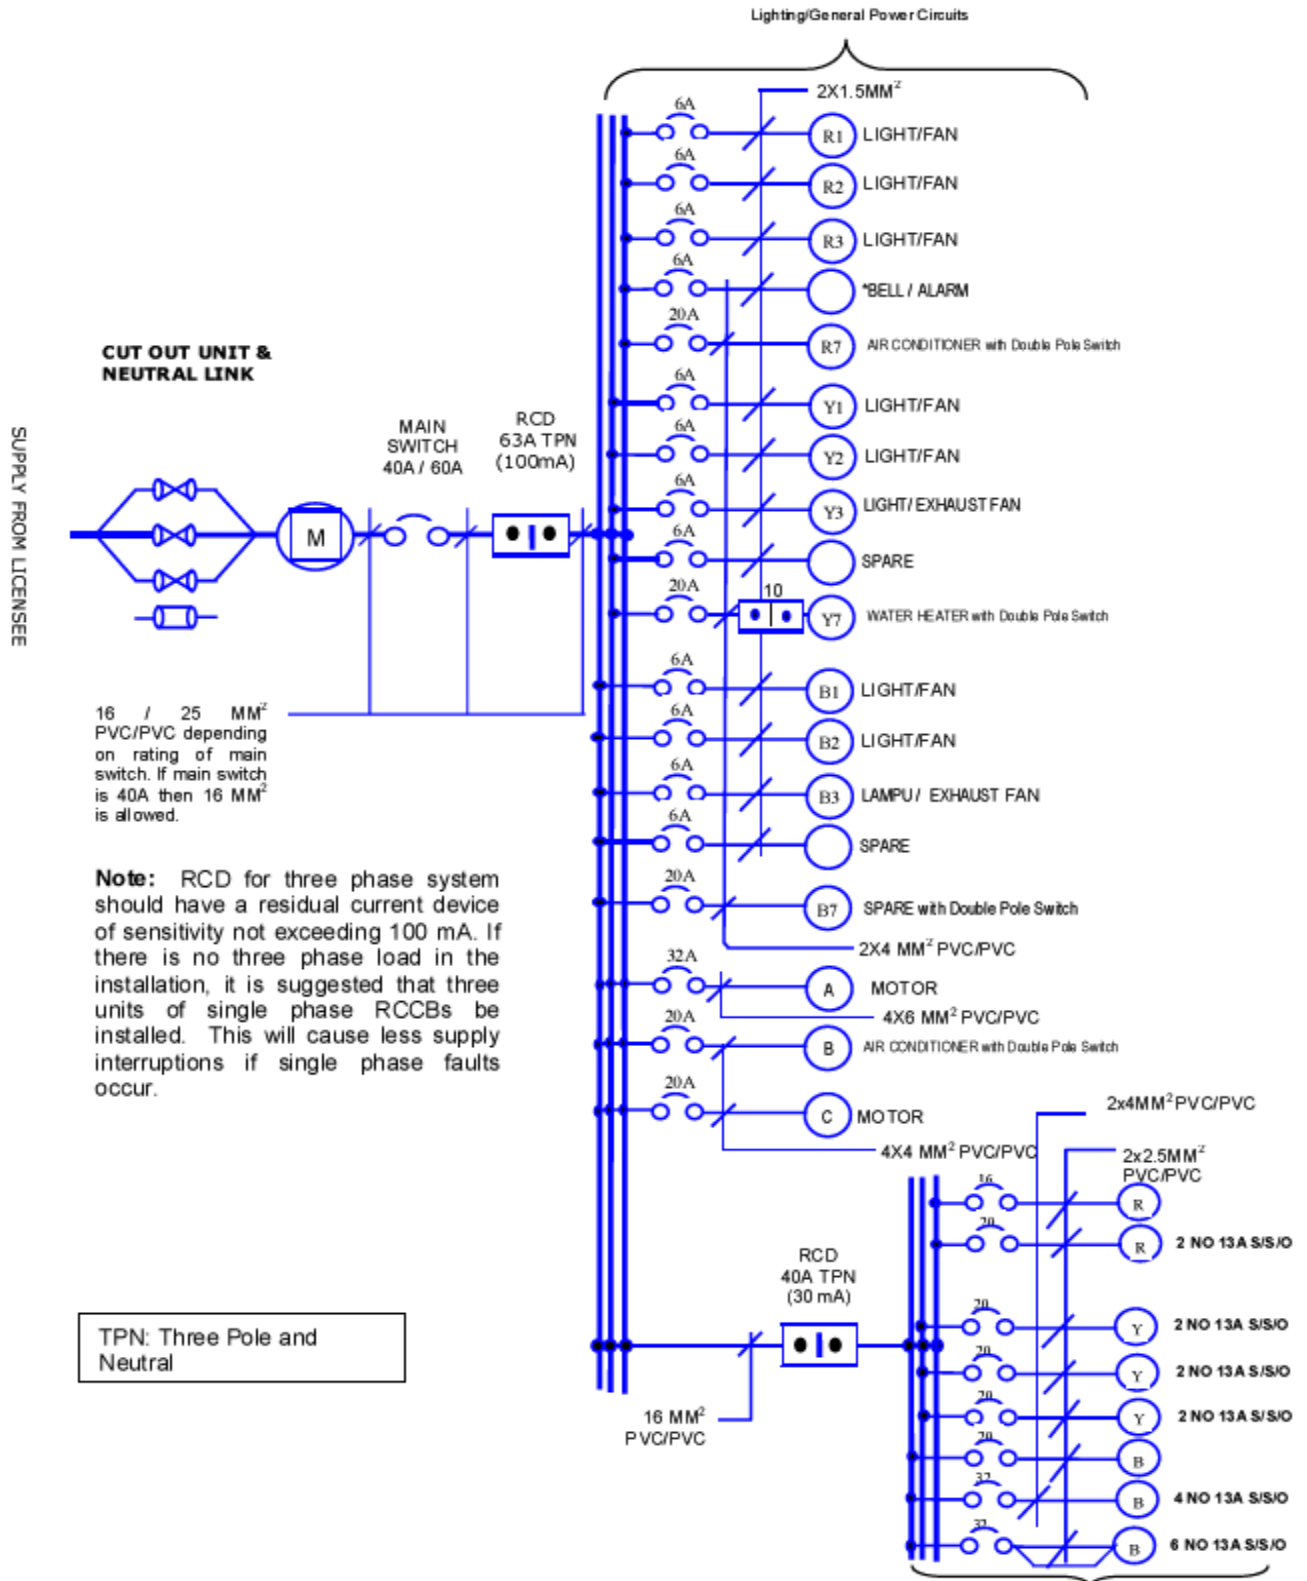 Lighting/General Power Circuits
2X1.5MM²
6A
R1 LIGHT/FAN
6A
R2 LIGHT/FAN
6A
R3 LIGHT/FAN
6A
*BELL / ALARM
20A
R7 AIR CONDITIONER with Double Pole Switch
6A
Y1 LIGHT/FAN
6A
Y2 LIGHT/FAN
6A
Y3 LIGHT/ EXHAUST FAN
6A
SPARE
20A
10
Y7 WATER HEATER with Double Pole Switch
6A
B1 LIGHT/FAN
6A
B2 LIGHT/FAN
6A
B3 LAMPU / EXHAUST FAN
6A
SPARE
20A
B7 SPARE with Double Pole Switch
2X4 MM² PVC/PVC
32A
A MOTOR
4X6 MM² PVC/PVC
20A
B AIR CONDITIONER with Double Pole Switch
20A
C MOTOR
4X4 MM² PVC/PVC
CUT OUT UNIT &
NEUTRAL LINK
SUPPLY FROM LICENSEE
M
MAIN
SWITCH
40A / 60A
RCD
63A TPN
(100mA)
16 / 25 MM²
PVC/PVC depending
on rating of main
switch. If main switch
is 40A then 16 MM²
is allowed.
Note: RCD for three phase system
should have a residual current device
of sensitivity not exceeding 100 mA. If
there is no three phase load in the
installation, it is suggested that three
units of single phase RCCBs be
installed. This will cause less supply
interruptions if single phase faults
occur.
TPN: Three Pole and
Neutral
16 MM²
PVC/PVC
RCD
40A TPN
(30 mA)
2x4MM² PVC/PVC
2x2.5MM²
PVC/PVC
16
R
20
R 2 NO 13A S/S/O
20
Y 2 NO 13A S/S/O
20
Y 2 NO 13A S/S/O
20
Y 2 NO 13A S/S/O
20
B
32
B 4 NO 13A S/S/O
32
B 6 NO 13A S/S/O